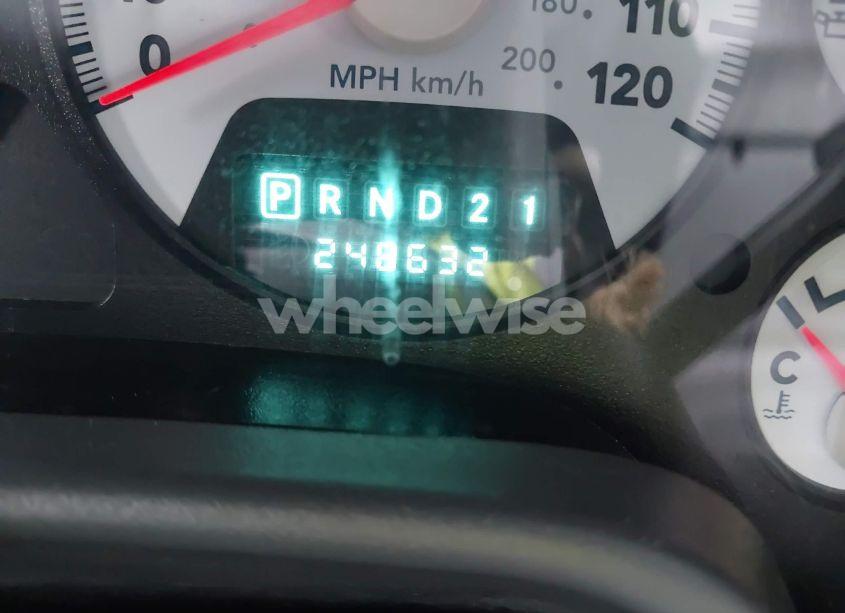 180. 110
0
200. 120
MPH km/h
P R N D 2 1
248632
wheelwise
C